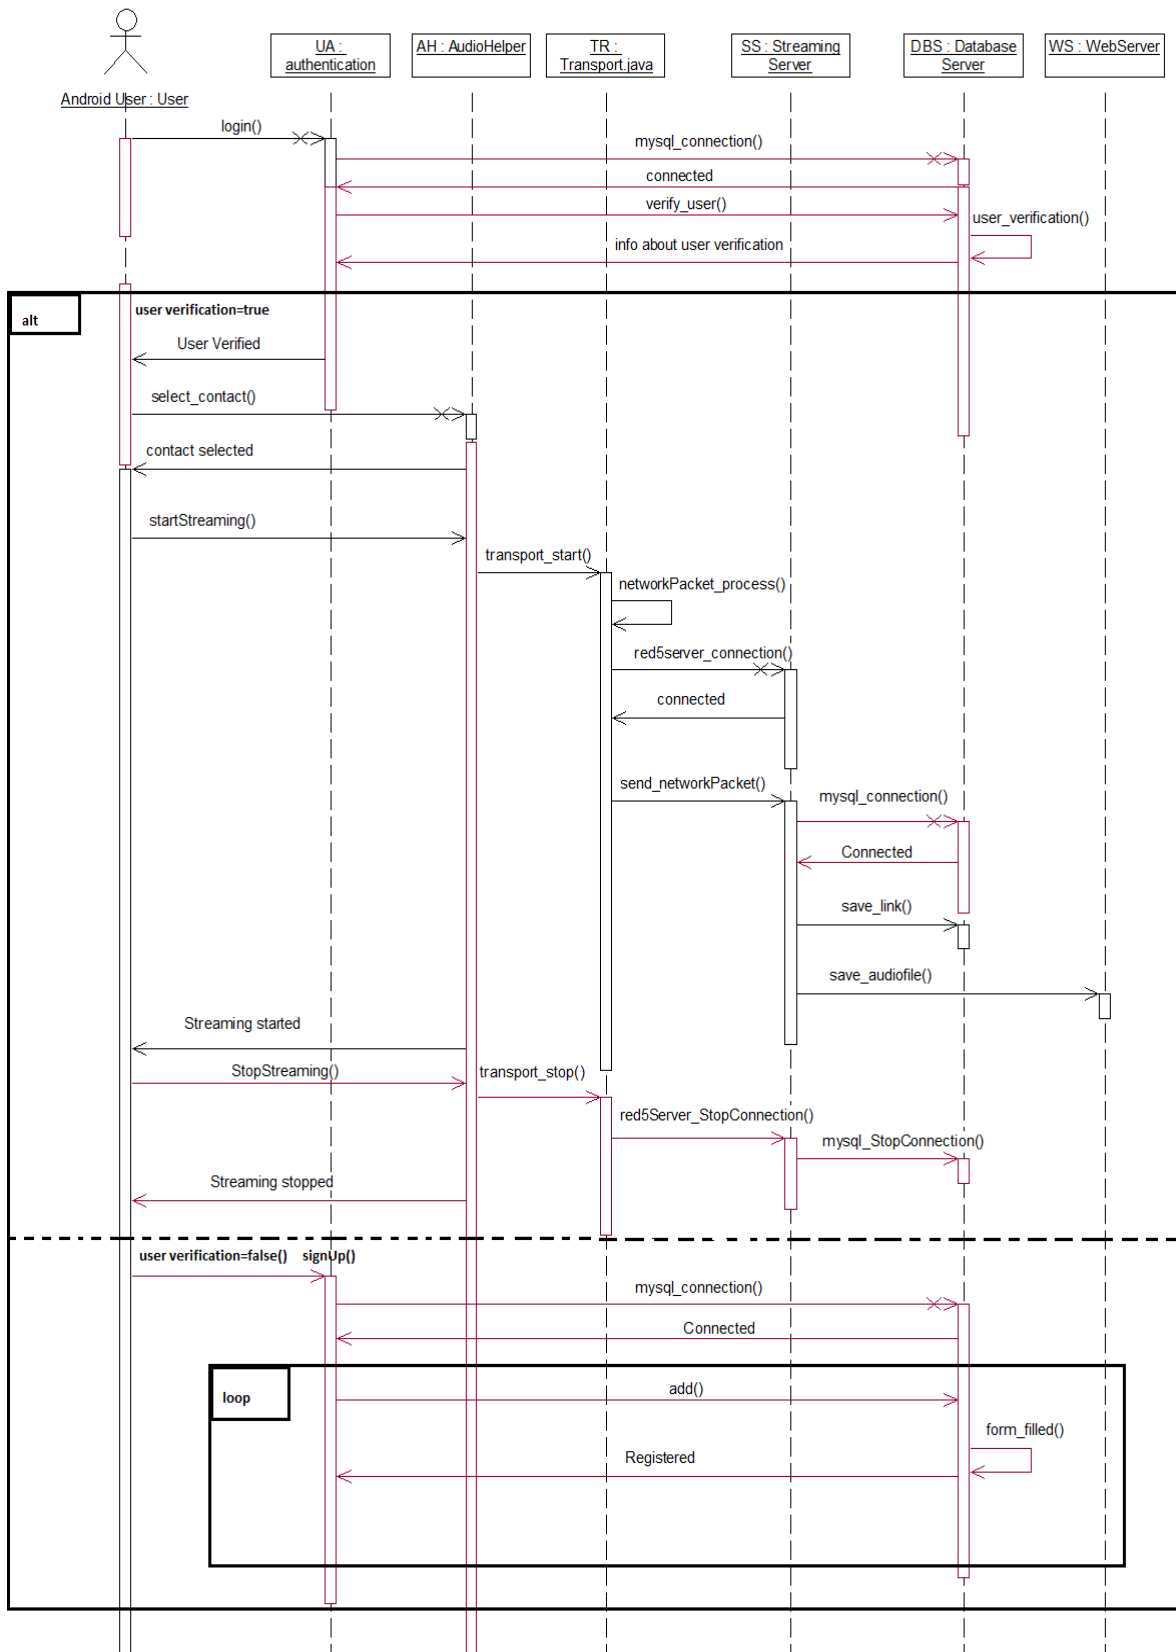 UA :
authentication
AH : AudioHelper
TR :
Transport.java
SS : Streaming
Server
DBS : Database
Server
WS : WebServer
Android User : User
login()
mysql_connection()
connected
verify_user()
user_verification()
info about user verification
alt
user verification=true
User Verified
select_contact()
contact selected
startStreaming()
transport_start()
networkPacket_process()
red5server_connection()
connected
send_networkPacket()
mysql_connection()
Connected
save_link()
save_audiofile()
Streaming started
StopStreaming()
transport_stop()
red5Server_StopConnection()
mysql_StopConnection()
Streaming stopped
user verification=false() signUp()
mysql_connection()
Connected
loop
add()
form_filled()
Registered